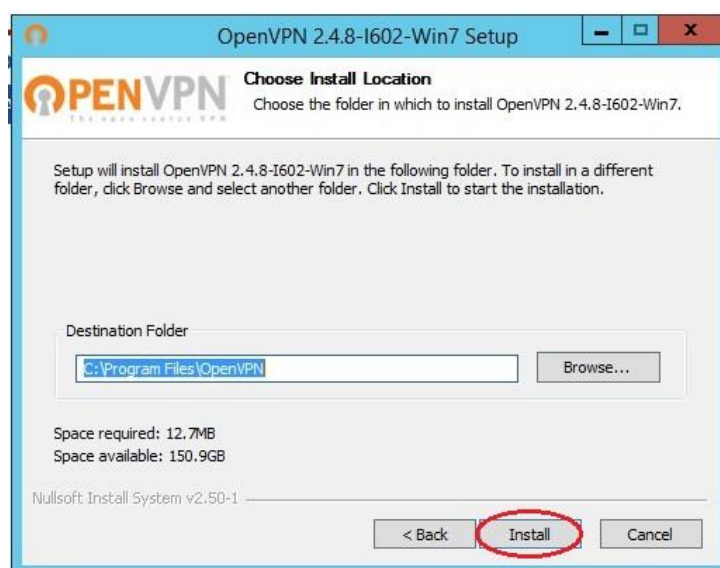 OpenVPN 2.4.8-I602-Win7 Setup
OPENVPN
The open source VPN
Choose Install Location
Choose the folder in which to install OpenVPN 2.4.8-I602-Win7.
Setup will install OpenVPN 2.4.8-I602-Win7 in the following folder. To install in a different
folder, click Browse and select another folder. Click Install to start the installation.
Destination Folder
C:\Program Files\OpenVPN
Browse...
Space required: 12.7MB
Space available: 150.9GB
Nullsoft Install System v2.50-1
< Back
Install
Cancel